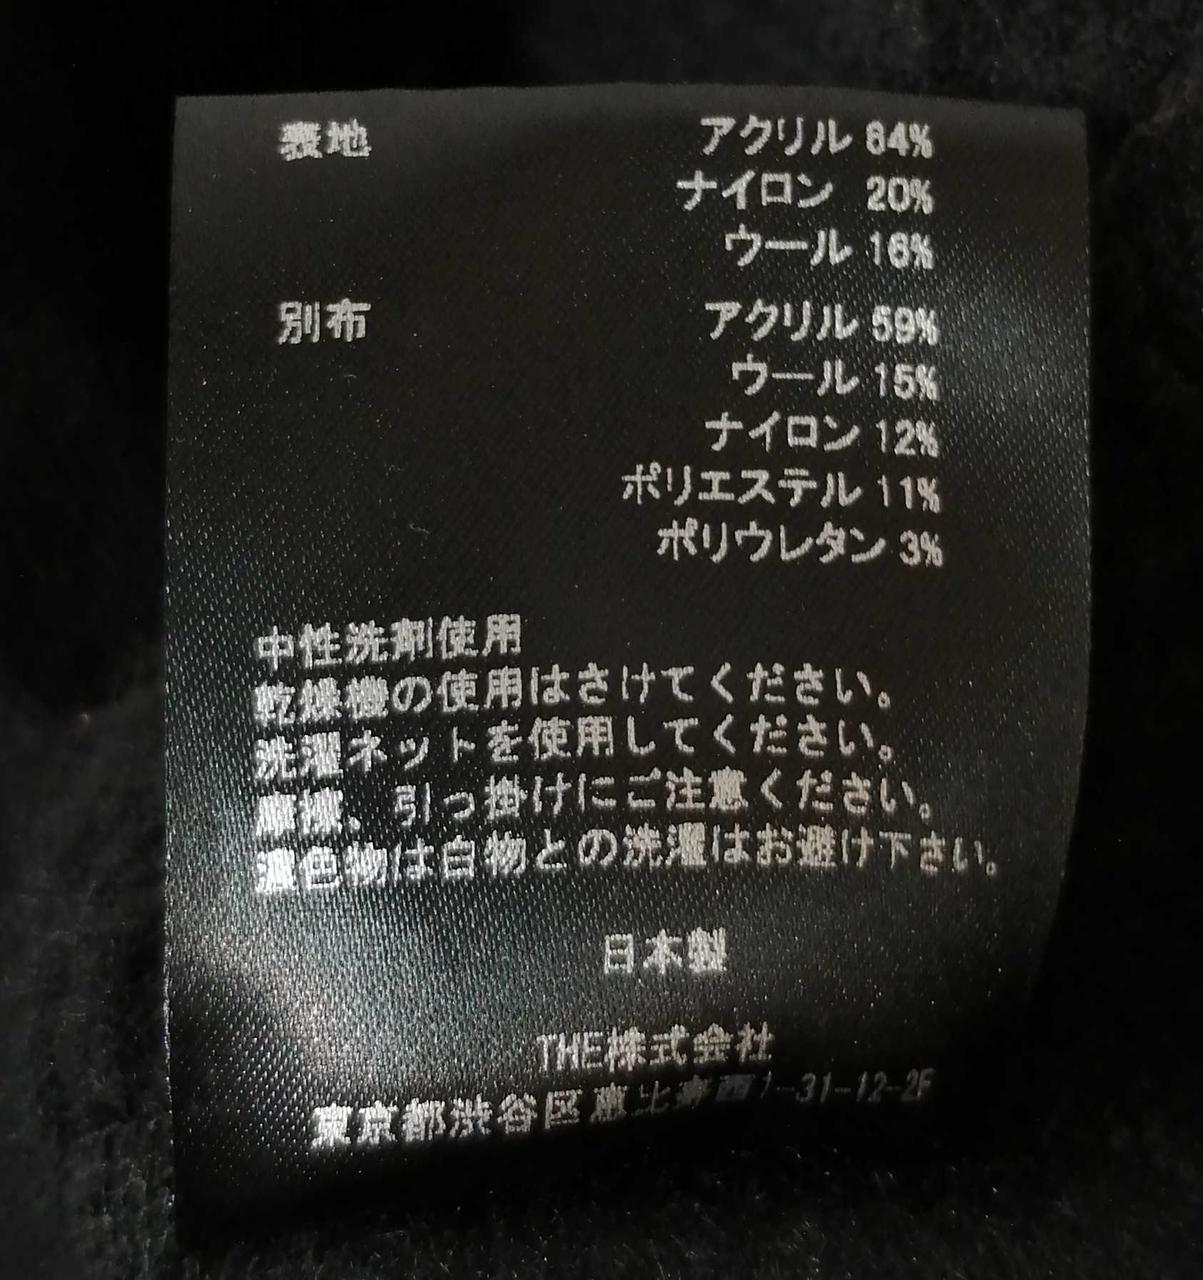 表地 アクリル 64%
ナイロン 20%
ウール 16%
別布 アクリル 59%
ウール 15%
ナイロン 12%
ポリエステル 11%
ポリウレタン 3%
中性洗剤使用
乾燥機の使用はさけてください。
洗濯ネットを使用してください。
摩擦、引っ掛けにご注意ください。
濃色物は白物との洗濯はお避け下さい。
日本製
THE株式会社
東京都渋谷区恵比寿西1-31-12-2F